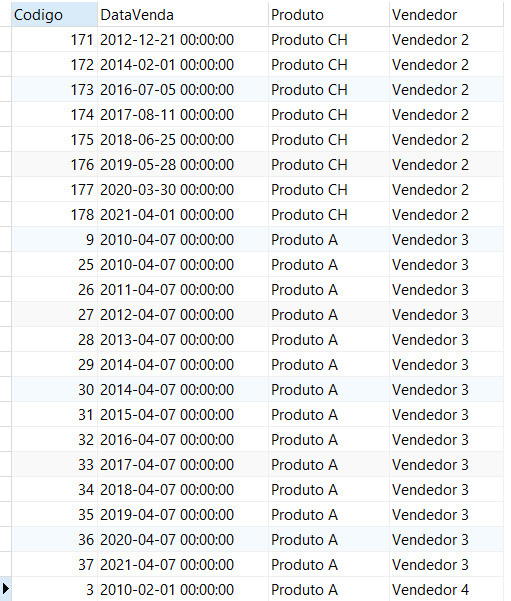 Codigo DataVenda Produto Vendedor
171 2012-12-21 00:00:00 Produto CH Vendedor 2
172 2014-02-01 00:00:00 Produto CH Vendedor 2
173 2016-07-05 00:00:00 Produto CH Vendedor 2
174 2017-08-11 00:00:00 Produto CH Vendedor 2
175 2018-06-25 00:00:00 Produto CH Vendedor 2
176 2019-05-28 00:00:00 Produto CH Vendedor 2
177 2020-03-30 00:00:00 Produto CH Vendedor 2
178 2021-04-01 00:00:00 Produto CH Vendedor 2
9 2010-04-07 00:00:00 Produto A Vendedor 3
25 2010-04-07 00:00:00 Produto A Vendedor 3
26 2011-04-07 00:00:00 Produto A Vendedor 3
27 2012-04-07 00:00:00 Produto A Vendedor 3
28 2013-04-07 00:00:00 Produto A Vendedor 3
29 2014-04-07 00:00:00 Produto A Vendedor 3
30 2014-04-07 00:00:00 Produto A Vendedor 3
31 2015-04-07 00:00:00 Produto A Vendedor 3
32 2016-04-07 00:00:00 Produto A Vendedor 3
33 2017-04-07 00:00:00 Produto A Vendedor 3
34 2018-04-07 00:00:00 Produto A Vendedor 3
35 2019-04-07 00:00:00 Produto A Vendedor 3
36 2020-04-07 00:00:00 Produto A Vendedor 3
37 2021-04-07 00:00:00 Produto A Vendedor 3
3 2010-02-01 00:00:00 Produto A Vendedor 4